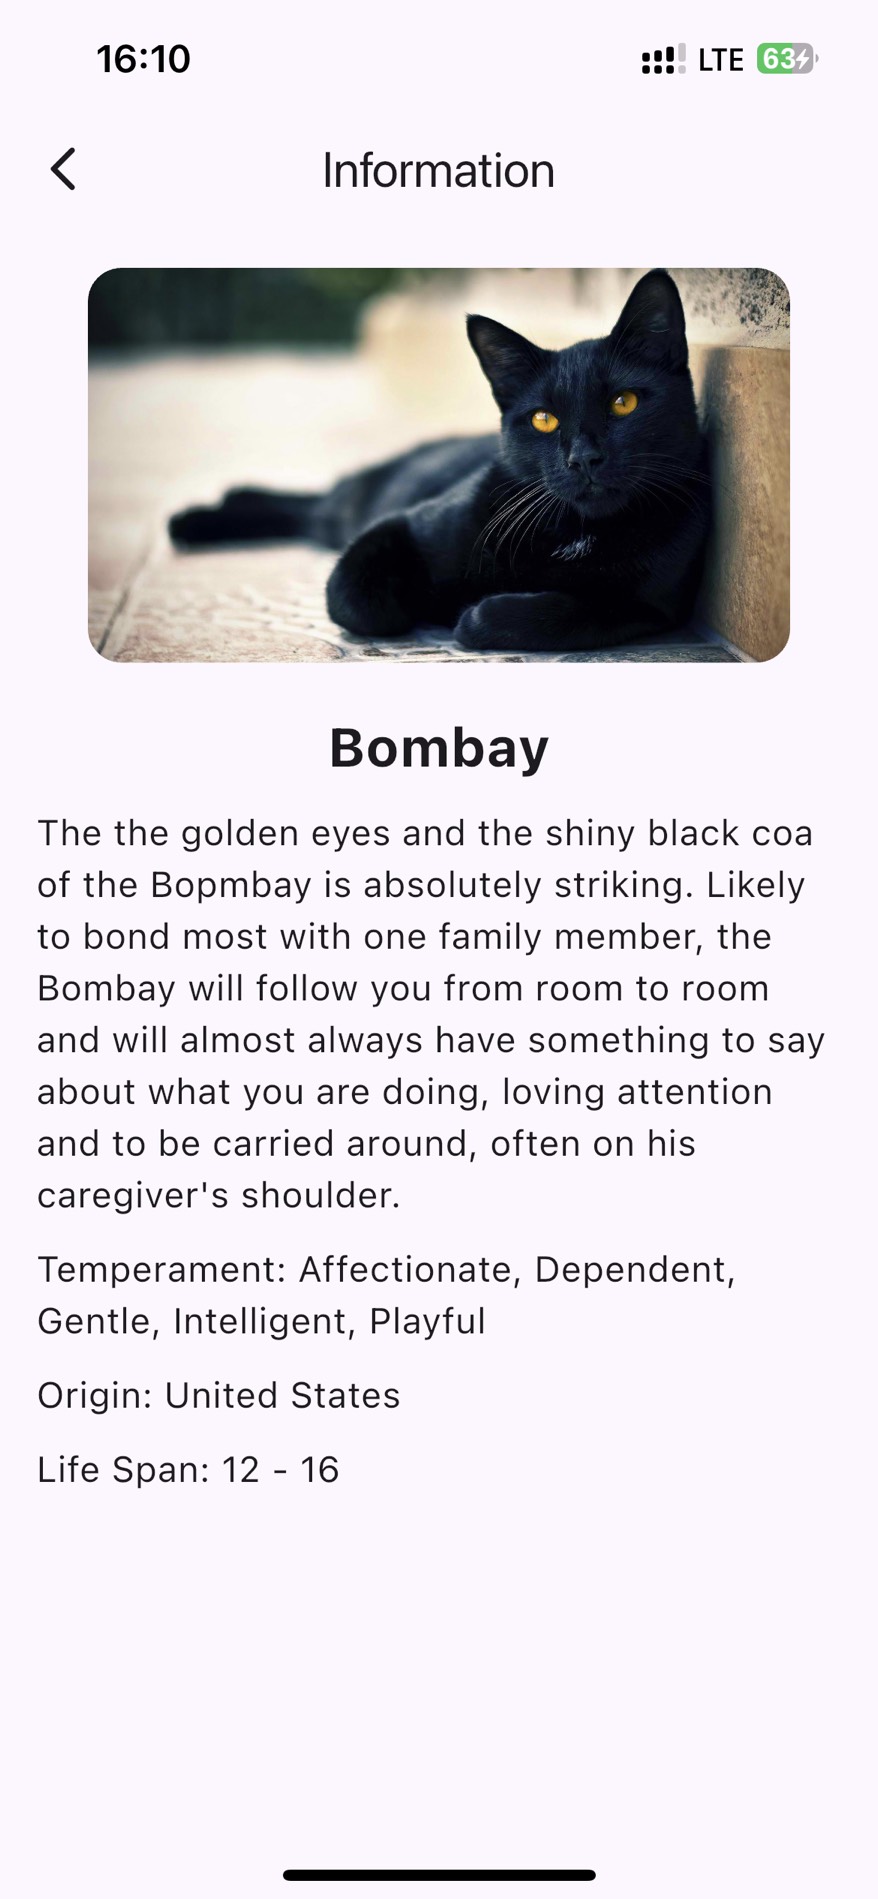 16:10 LTE 63
Information
Bombay
The the golden eyes and the shiny black coa
of the Bopmbay is absolutely striking. Likely
to bond most with one family member, the
Bombay will follow you from room to room
and will almost always have something to say
about what you are doing, loving attention
and to be carried around, often on his
caregiver's shoulder.
Temperament: Affectionate, Dependent,
Gentle, Intelligent, Playful
Origin: United States
Life Span: 12 - 16